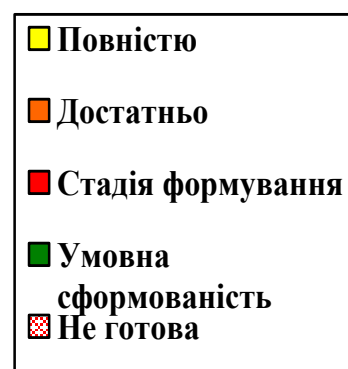 Повністю
Достатньо
Стадія формування
Умовна
сформованість
Не готова